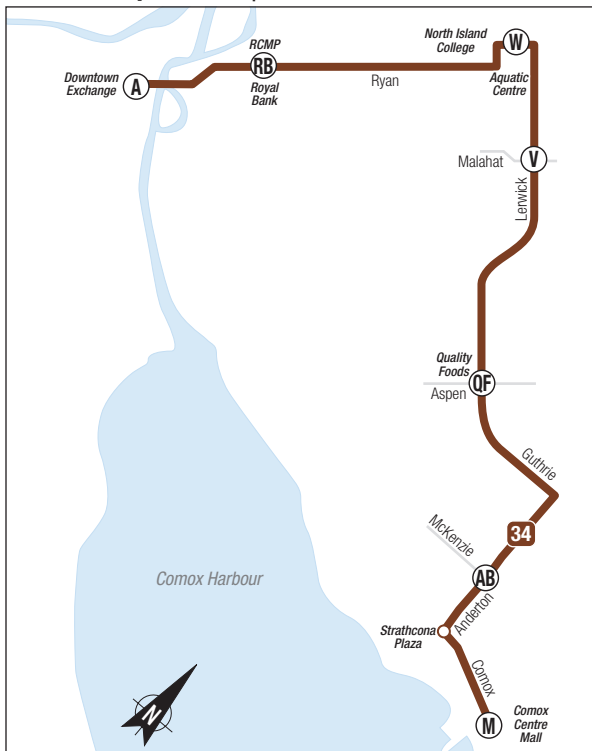 North Island
College
W
RCMP
RB
Royal
Bank
Downtown
Exchange
A
Ryan
Aquatic
Centre
Malahat
V
Lerwick
Quality
Foods
QF
Aspen
Guthrie
34
McKenzie
AB
Anderton
Comox Harbour
Strathcona
Plaza
Comox
M
Comox
Centre
Mall
N